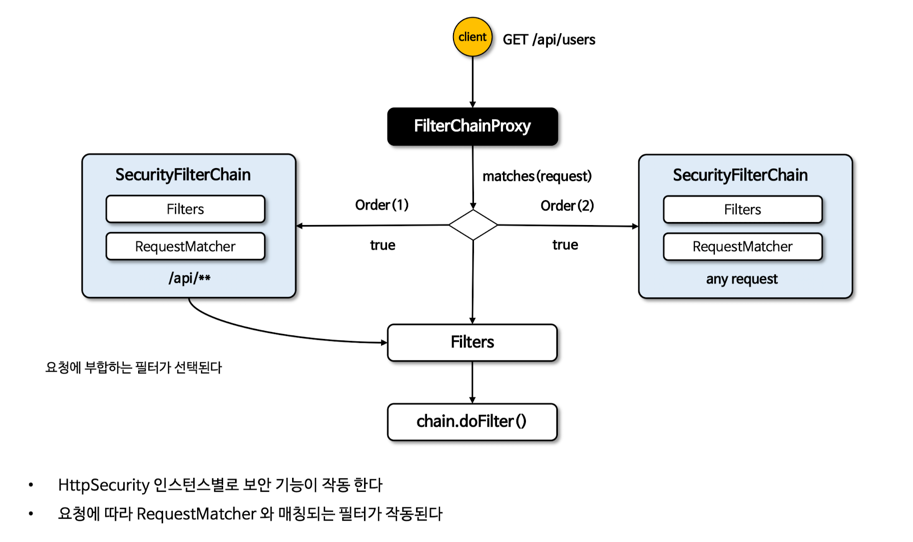 client
GET /api/users
FilterChainProxy
matches(request)
SecurityFilterChain
Filters
RequestMatcher
/api/**
Order(1)
true
Order(2)
true
SecurityFilterChain
Filters
RequestMatcher
any request
Filters
요청에 부합하는 필터가 선택된다
chain.doFilter()
• HttpSecurity 인스턴스별로 보안 기능이 작동 한다
• 요청에 따라 RequestMatcher 와 매칭되는 필터가 작동된다